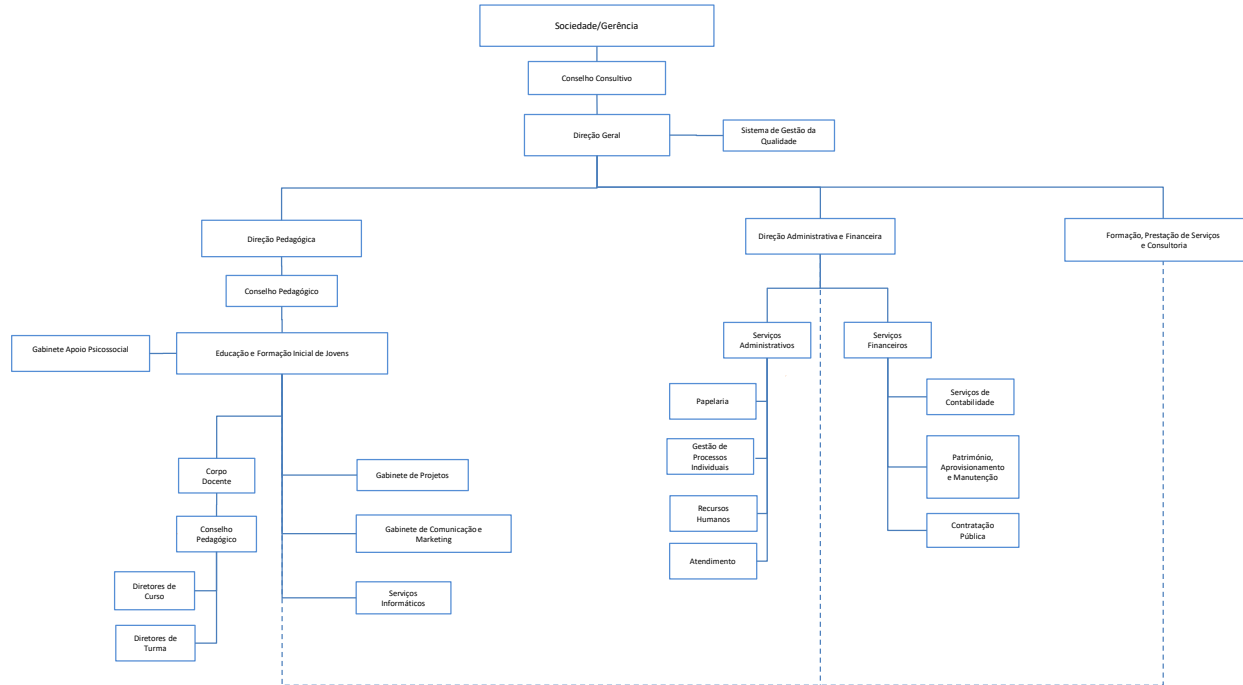 Sociedade/Gerência
Conselho Consultivo
Direção Geral
Sistema de Gestão da
Qualidade
Direção Pedagógica
Direção Administrativa e Financeira
Formação, Prestação de Serviços
e Consultoria
Conselho Pedagógico
Gabinete Apoio Psicossocial
Educação e Formação Inicial de Jovens
Serviços
Administrativos
Serviços
Financeiros
Papelaria
Serviços de
Contabilidade
Gestão de
Processos
Individuais
Património,
Aprovisionamento
e Manutenção
Corpo
Docente
Gabinete de Projetos
Recursos
Humanos
Contratação
Pública
Conselho
Pedagógico
Gabinete de Comunicação e
Marketing
Atendimento
Diretores de
Curso
Serviços
Informáticos
Diretores de
Turma